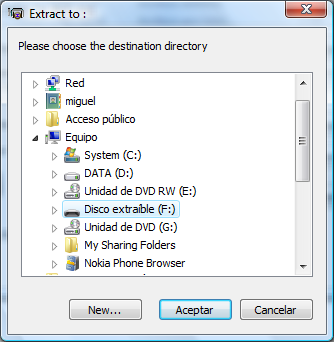 Extract to :
Please choose the destination directory
Red
miguel
Acceso público
Equipo
System (C:)
DATA (D:)
Unidad de DVD RW (E:)
Disco extraíble (F:)
Unidad de DVD (G:)
My Sharing Folders
Nokia Phone Browser
New... Aceptar Cancelar